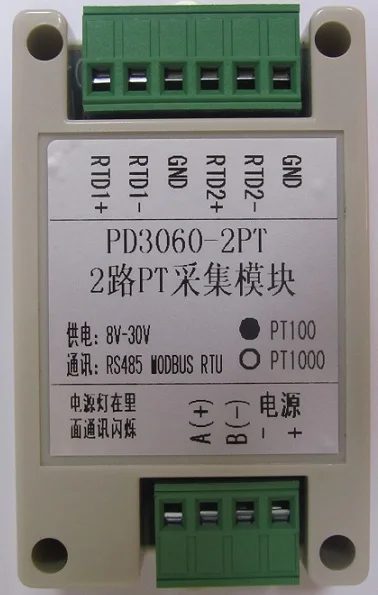 RTD1+ RTD1- GND RTD2+ RTD2- GND
PD3060-2PT
2路PT采集模块
供电: 8V-30V ● PT100
通讯: RS485 MODBUS RTU ○ PT1000
电源灯在里
面通讯闪烁
A(+) B(-) 电源
- +